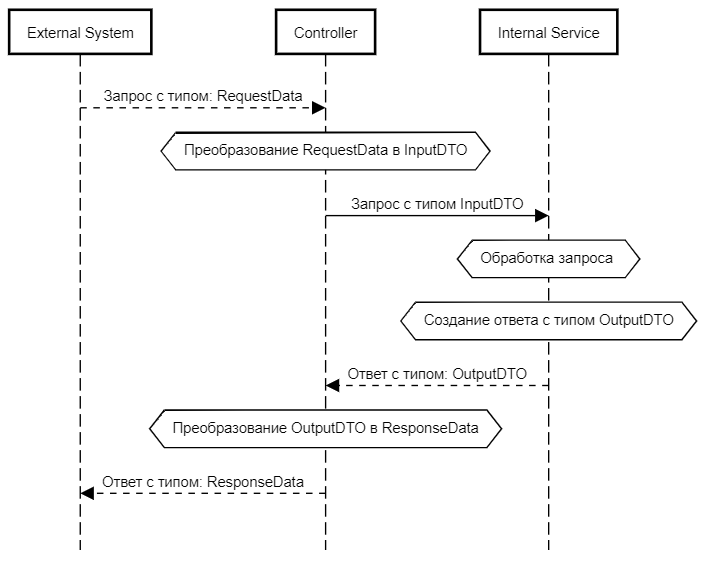 External System
Controller
Internal Service
Запрос с типом: RequestData
Преобразование RequestData в InputDTO
Запрос с типом InputDTO
Обработка запроса
Создание ответа с типом OutputDTO
Ответ с типом: OutputDTO
Преобразование OutputDTO в ResponseData
Ответ с типом: ResponseData